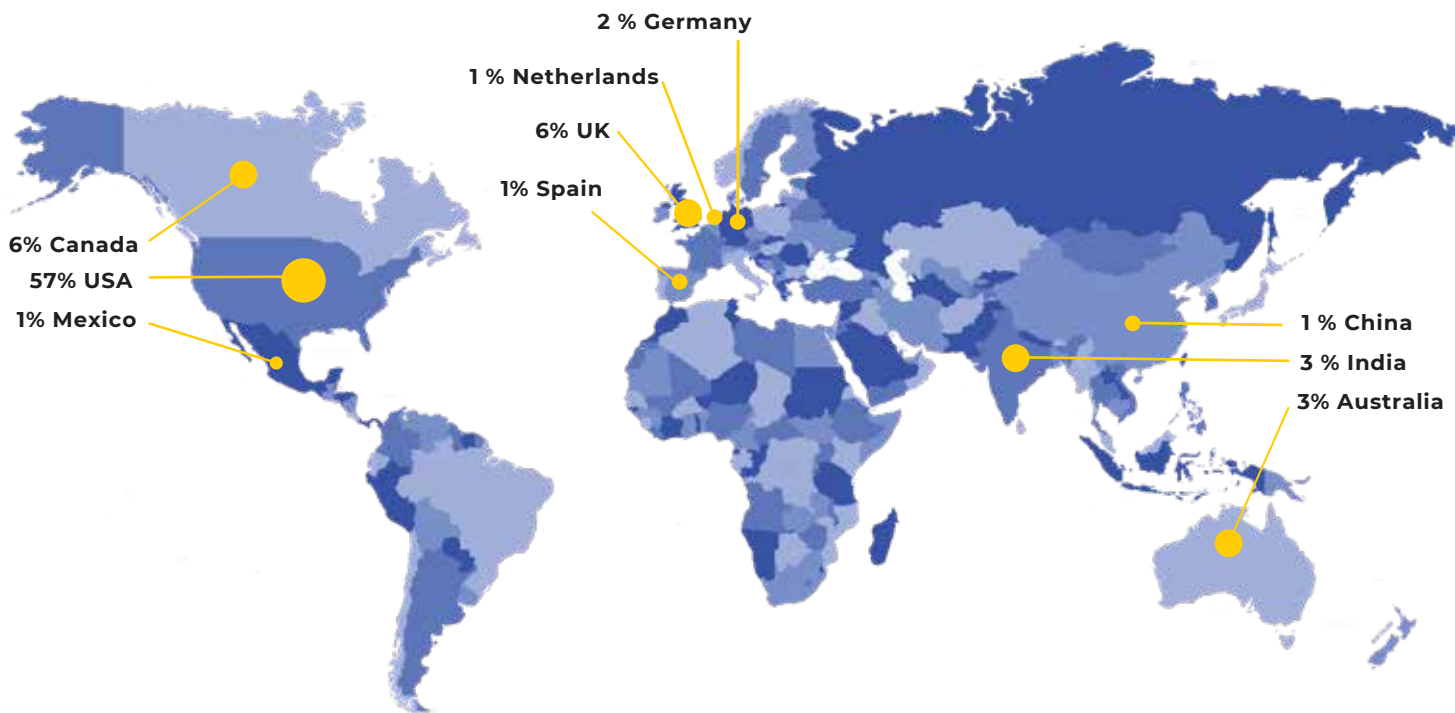 2 % Germany
1 % Netherlands
6% UK
1% Spain
6% Canada
57% USA
1% Mexico
1 % China
3 % India
3% Australia